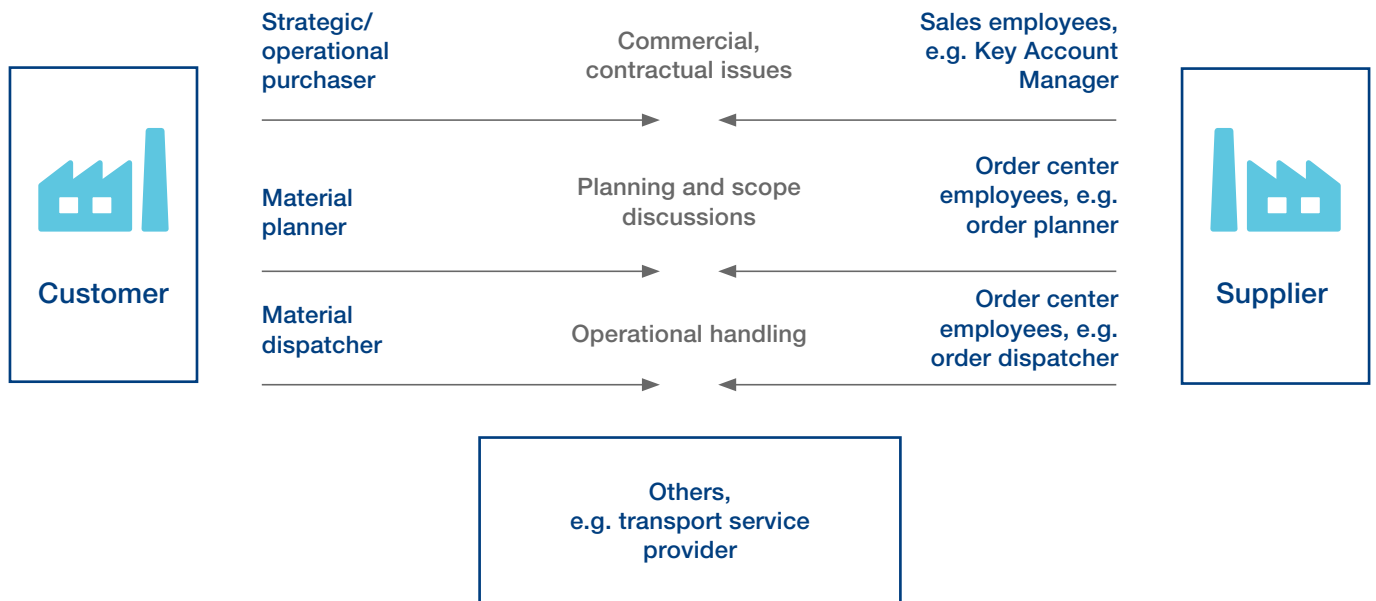 Strategic/
operational
purchaser
Commercial,
contractual issues
Sales employees,
e.g. Key Account
Manager
Customer
Material
planner
Planning and scope
discussions
Order center
employees, e.g.
order planner
Supplier
Material
dispatcher
Operational handling
Order center
employees, e.g.
order dispatcher
Others,
e.g. transport service
provider